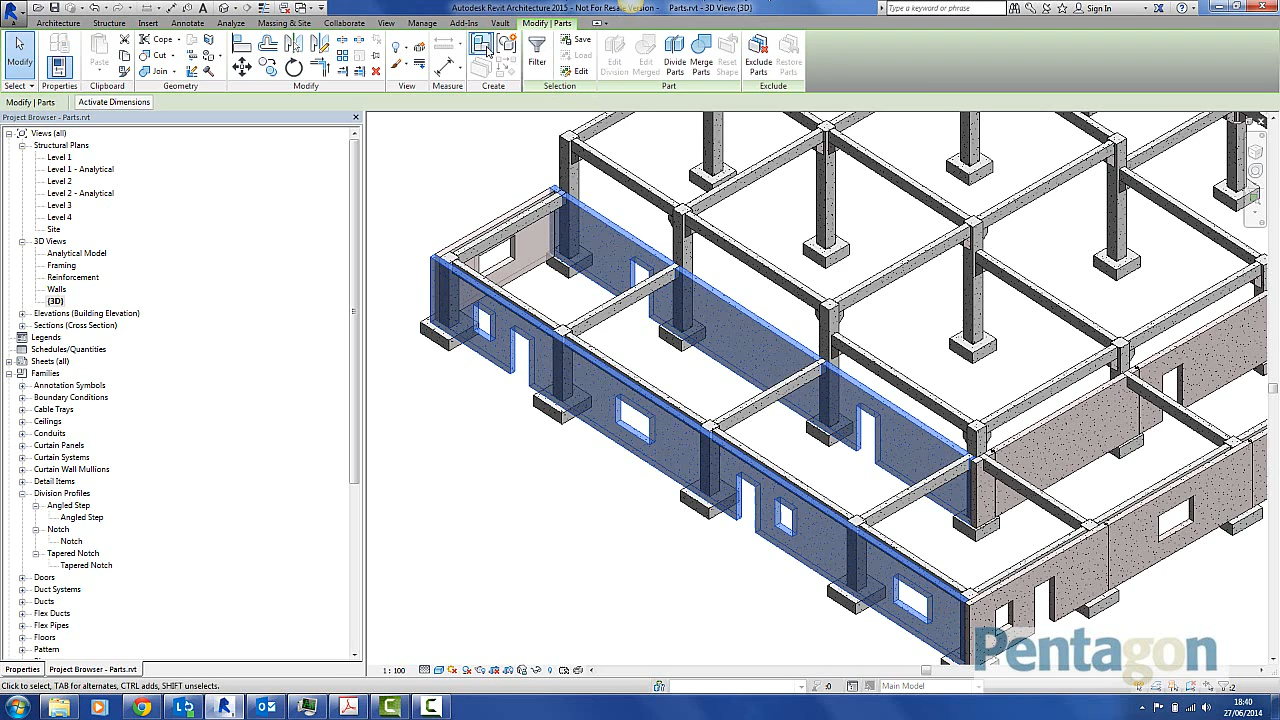 Autodesk Revit Architecture 2015 - Not For Resale Version - Parts.rvt - 3D View: {3D}
Type a keyword or phrase
Sign In
Architecture Structure Insert Annotate Analyze Massing & Site Collaborate View Manage Add-Ins Vault Modify | Parts
Modify
Paste
Cope
Cut
Join
Filter
Save
Load
Edit
Edit Division
Edit Merged
Divide Parts
Merge Parts
Reset Shape
Exclude Parts
Restore Parts
Select Properties Clipboard Geometry Modify View Measure Create Selection Part Exclude
Modify | Parts Activate Dimensions
Project Browser - Parts.rvt
Views (all)
Structural Plans
Level 1
Level 1 - Analytical
Level 2
Level 2 - Analytical
Level 3
Level 4
Site
3D Views
Analytical Model
Framing
Reinforcement
Walls
{3D}
Elevations (Building Elevation)
Sections (Cross Section)
Legends
Schedules/Quantities
Sheets (all)
Families
Annotation Symbols
Boundary Conditions
Cable Trays
Ceilings
Conduits
Curtain Panels
Curtain Systems
Curtain Wall Mullions
Detail Items
Division Profiles
Angled Step
Angled Step
Notch
Notch
Tapered Notch
Tapered Notch
Doors
Duct Systems
Ducts
Flex Ducts
Flex Pipes
Floors
Pattern
Pentagon
Properties Project Browser - Parts.rvt
1 : 100
Click to select, TAB for alternates, CTRL adds, SHIFT unselects.
:0
Main Model
:2
18:40
27/06/2014